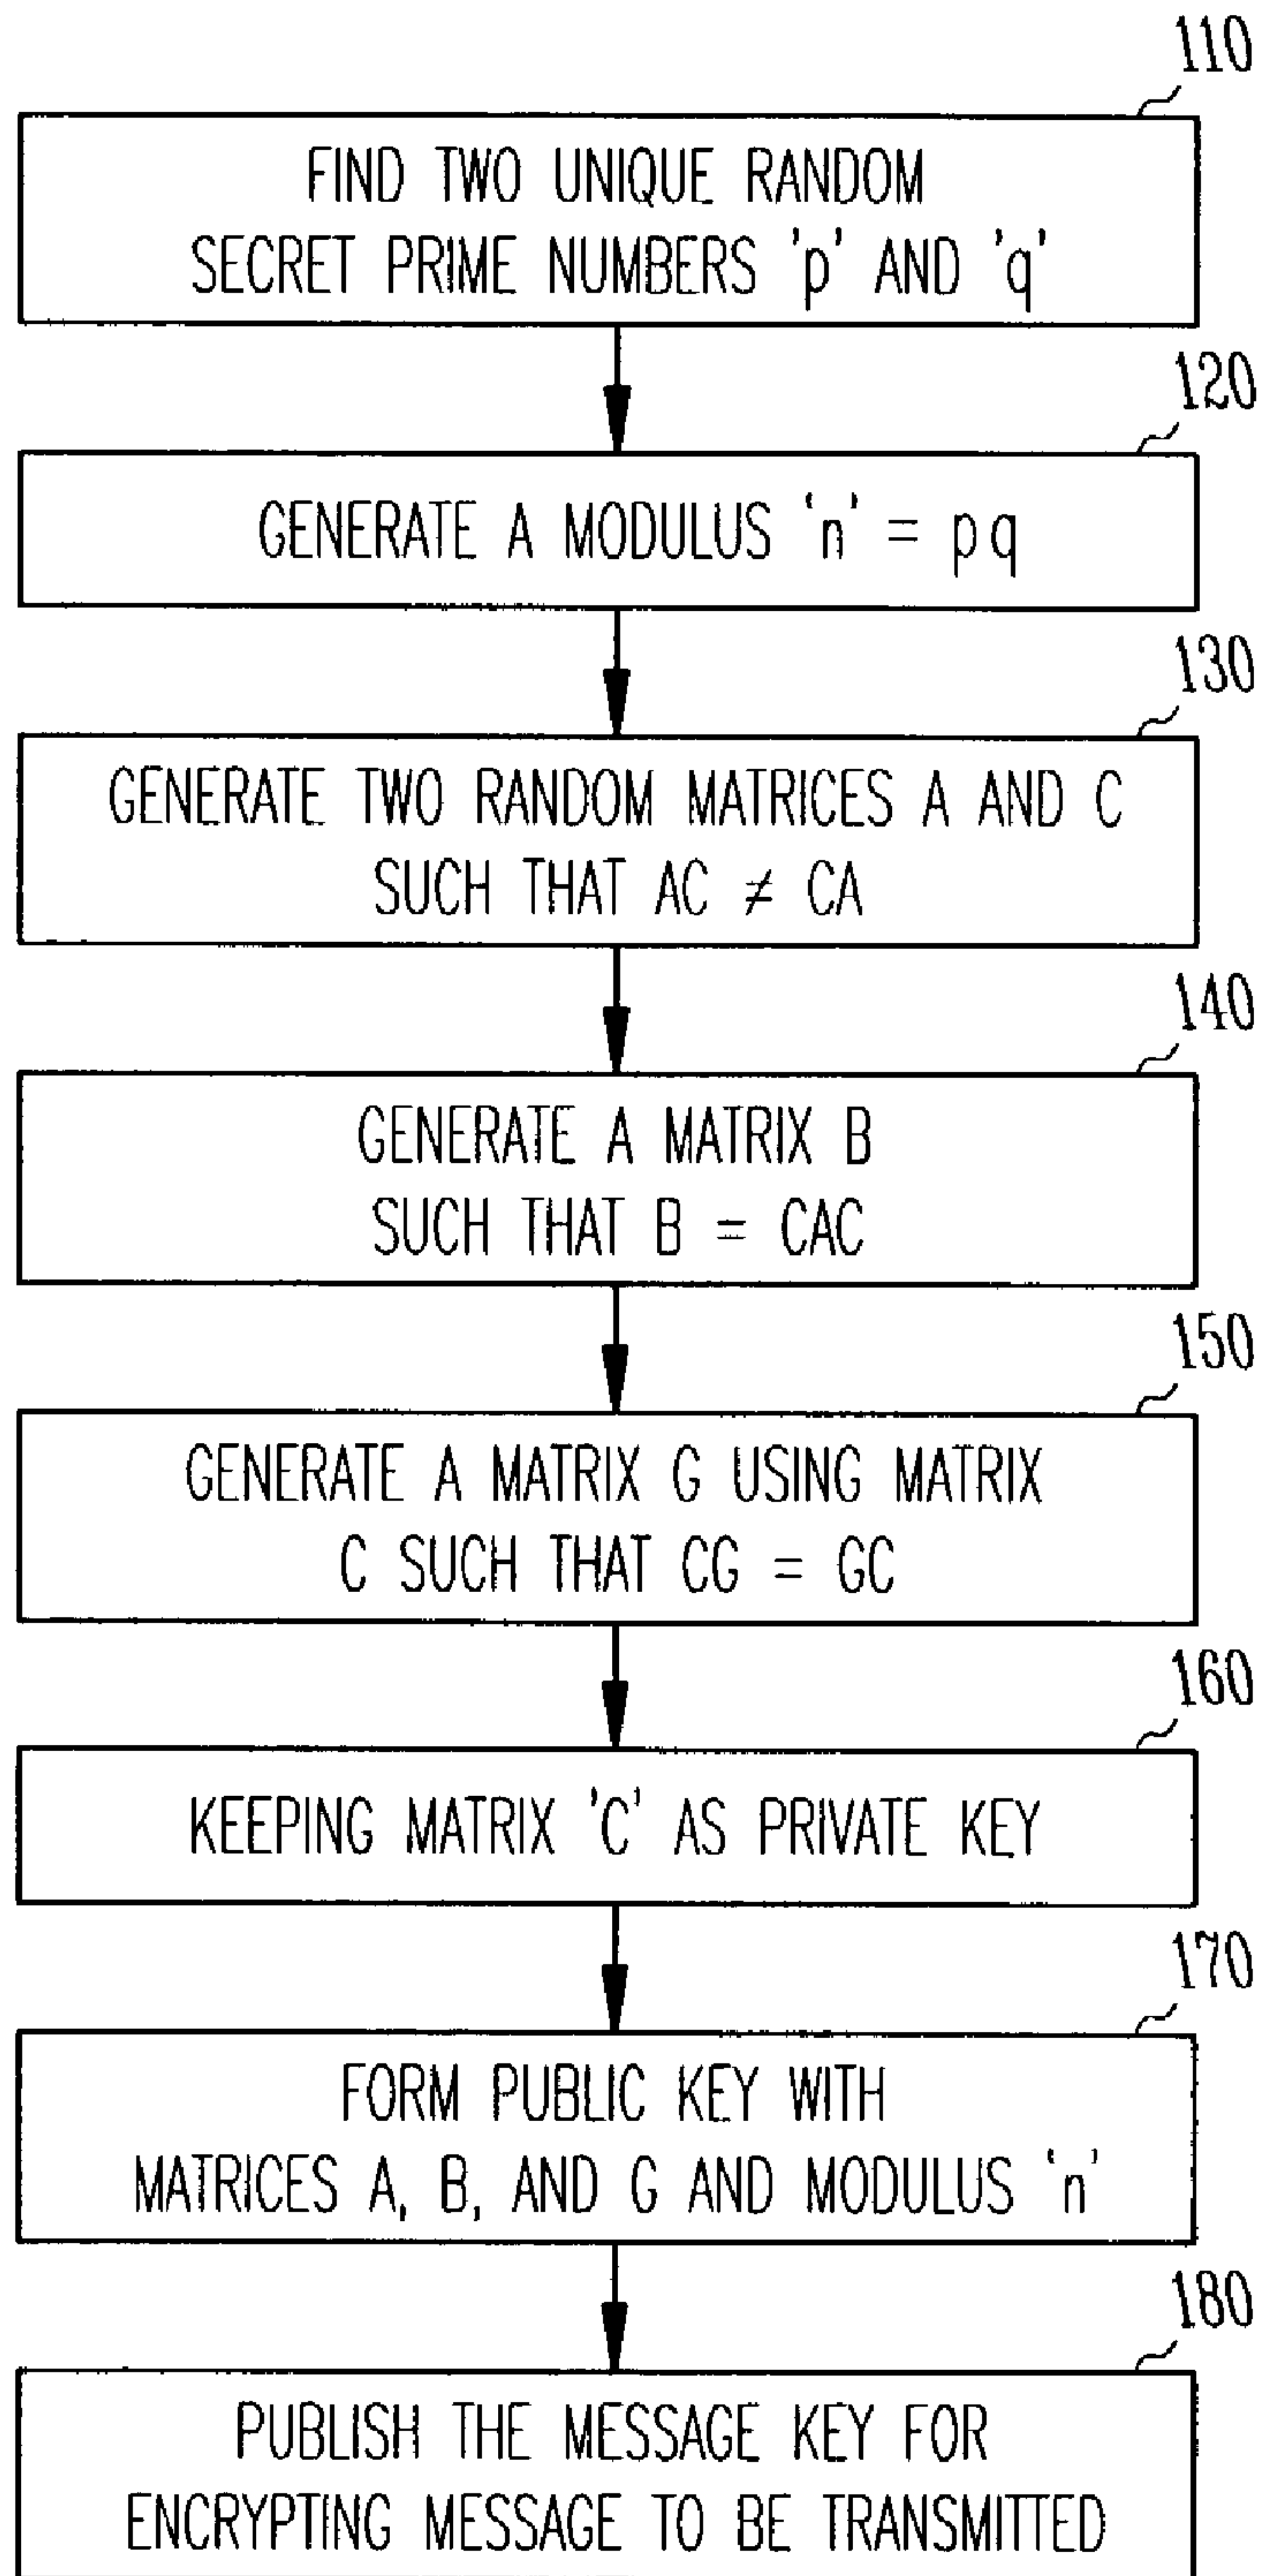 110
FIND TWO UNIQUE RANDOM
SECRET PRIME NUMBERS 'p' AND 'q'
120
GENERATE A MODULUS 'n' = pq
130
GENERATE TWO RANDOM MATRICES A AND C
SUCH THAT AC ≠ CA
140
GENERATE A MATRIX B
SUCH THAT B = CAC
150
GENERATE A MATRIX G USING MATRIX
C SUCH THAT CG = GC
160
KEEPING MATRIX 'C' AS PRIVATE KEY
170
FORM PUBLIC KEY WITH
MATRICES A, B, AND G AND MODULUS 'n'
180
PUBLISH THE MESSAGE KEY FOR
ENCRYPTING MESSAGE TO BE TRANSMITTED